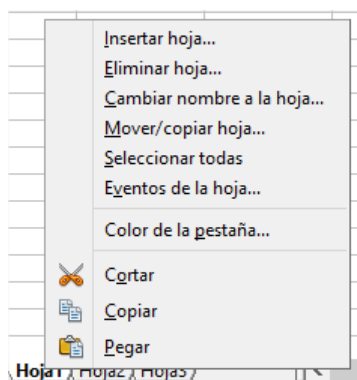 Insertar hoja...
Eliminar hoja...
Cambiar nombre a la hoja...
Mover/copiar hoja...
Seleccionar todas
Eventos de la hoja...
Color de la pestaña...
Cortar
Copiar
Pegar
Hoja1 Hoja2 Hoja3